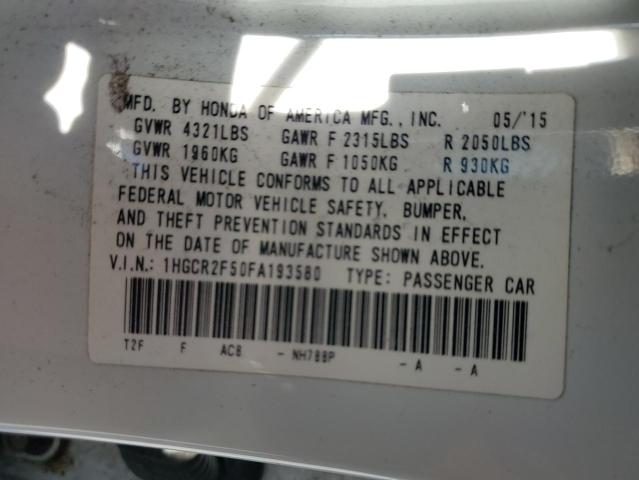 MFD. BY HONDA OF AMERICA MFG., INC. 05/'15
GVWR 4321LBS GAWR F 2315LBS R 2050LBS
GVWR 1960KG GAWR F 1050KG R 930KG
THIS VEHICLE CONFORMS TO ALL APPLICABLE
FEDERAL MOTOR VEHICLE SAFETY, BUMPER,
AND THEFT PREVENTION STANDARDS IN EFFECT
ON THE DATE OF MANUFACTURE SHOWN ABOVE.
V.I.N.: 1HGCR2F50FA193580 TYPE: PASSENGER CAR
T2F F AC8 - NH788P - A - A